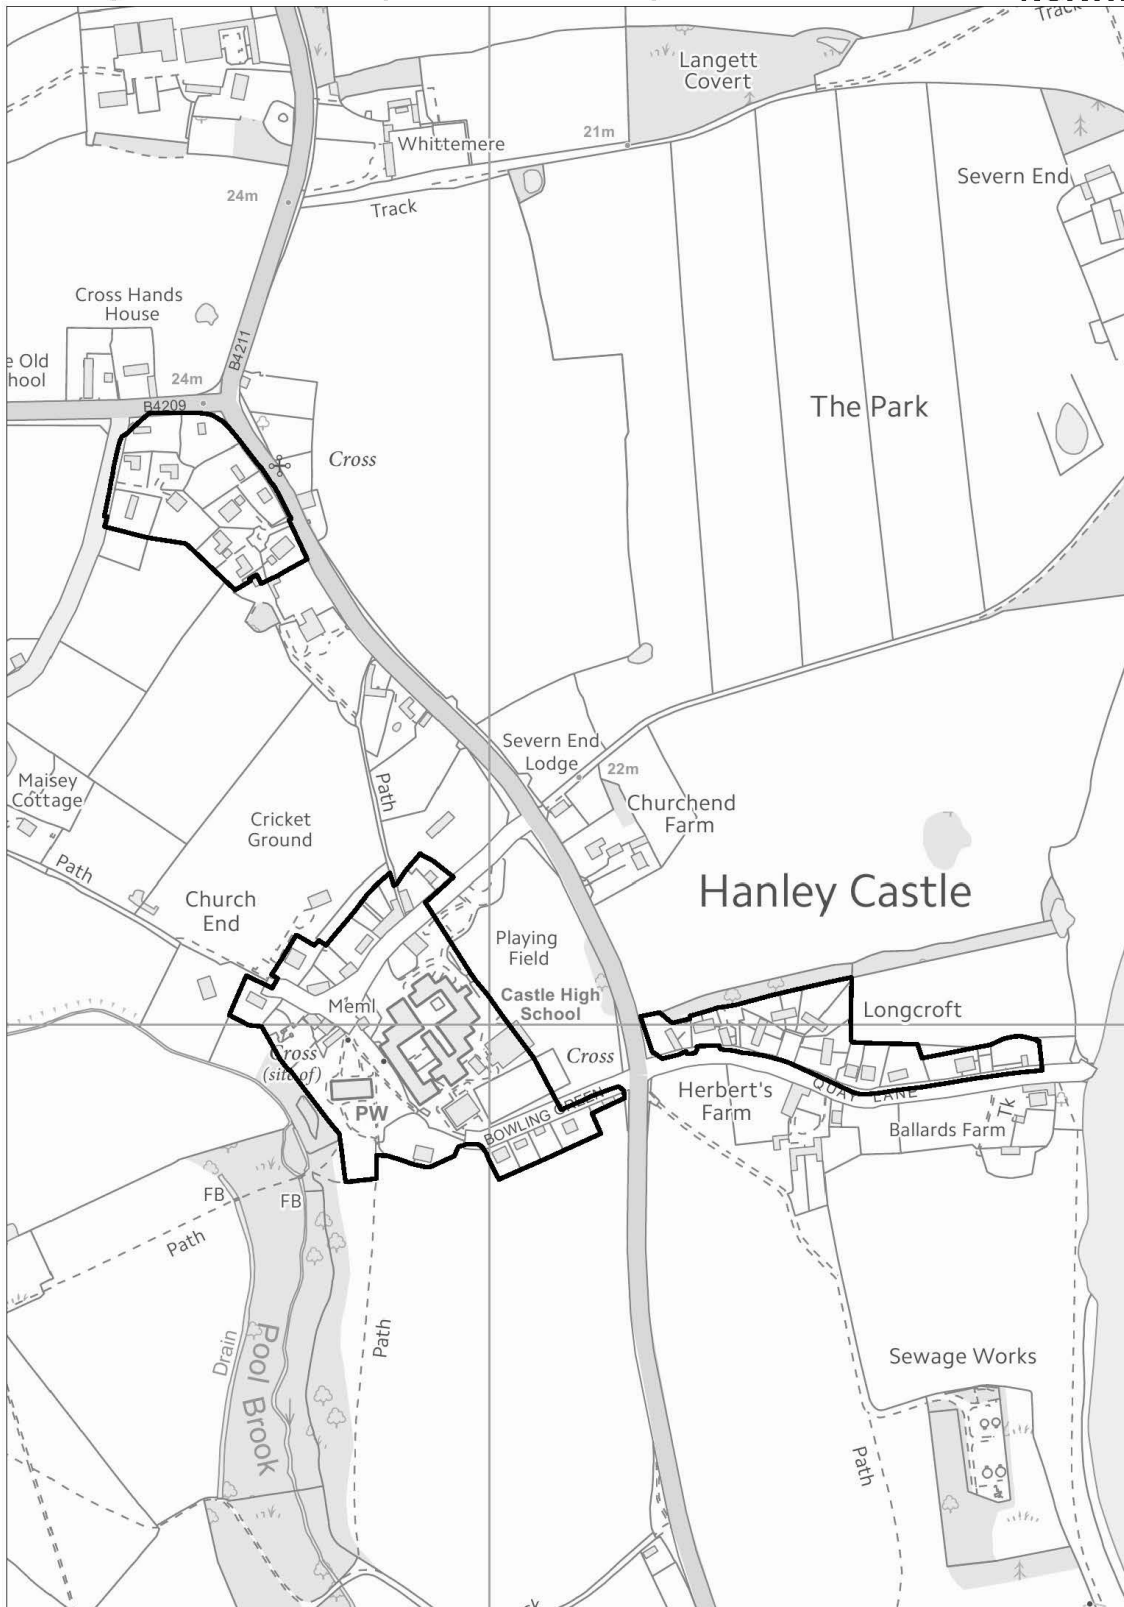 Track
Langett
Covert
21m
Whittemere
Severn End
24m
Track
Cross Hands
House
B4211
e Old
hool
24m
B4209
The Park
Cross
Severn End
Lodge
22m
Maisey
Cottage
Path
Churchend
Farm
Cricket
Ground
Path
Hanley Castle
Church
End
Playing
Field
Meml
Castle High
School
Longcroft
Cross
(site of)
Cross
Herbert's
Farm
QUAY LANE
PW
BOWLING GREEN
Tk
Ballards Farm
FB
FB
Path
Path
Drain
Pool Brook
Sewage Works
Path